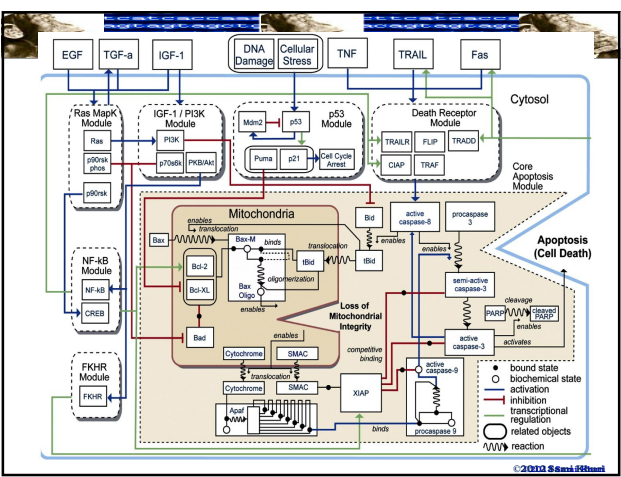 EGF
TGF-a
IGF-1
DNA
Damage
Cellular
Stress
TNF
TRAIL
Fas
Cytosol
Ras MapK
Module
Ras
p90rsk
phos
p90rsk
IGF-1 / PI3K
Module
PI3K
p70s6k
PKB/Akt
Mdm2
p53
p53
Module
Puma
p21
Cell Cycle
Arrest
Death Receptor
Module
TRAILR
FLIP
TRADD
CIAP
TRAF
Core
Apoptosis
Module
Mitochondria
enables
translocation
Bax
Bax-M
binds
Bcl-2
Bcl-XL
oligomerization
Bax
Oligo
enables
tBid
translocation
tBid
Bid
enables
active
caspase-8
procaspase
3
enables
Apoptosis
(Cell Death)
semi-active
caspase-3
cleavage
PARP
cleaved
PARP
enables
active
caspase-3
activates
NF-kB
Module
NF-kB
CREB
Bad
Loss of
Mitochondrial
Integrity
enables
Cytochrome
SMAC
translocation
Cytochrome
SMAC
competitive
binding
XIAP
active
caspase-9
Apaf
binds
procaspase 9
FKHR
Module
FKHR
bound state
biochemical state
activation
inhibition
transcriptional
regulation
related objects
reaction
©2012 Sami Khuri